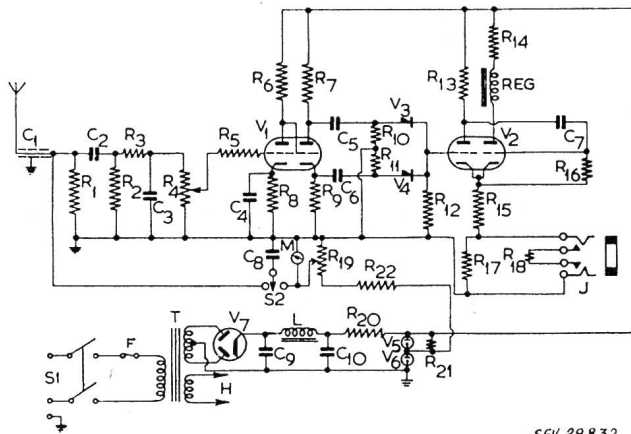 R14
R6 R7 R13 REG
C1 C2 R3 R5 V1 C5 R10 V3 V2 C7
R1 R2 C3 R4 C4 R8 R9 C6 R11 V4 R12 R15 R16
C8 M R19 R17 R18 J
S2 R22
T V7 L R20
S1 F H C9 C10 V5 V6 R21